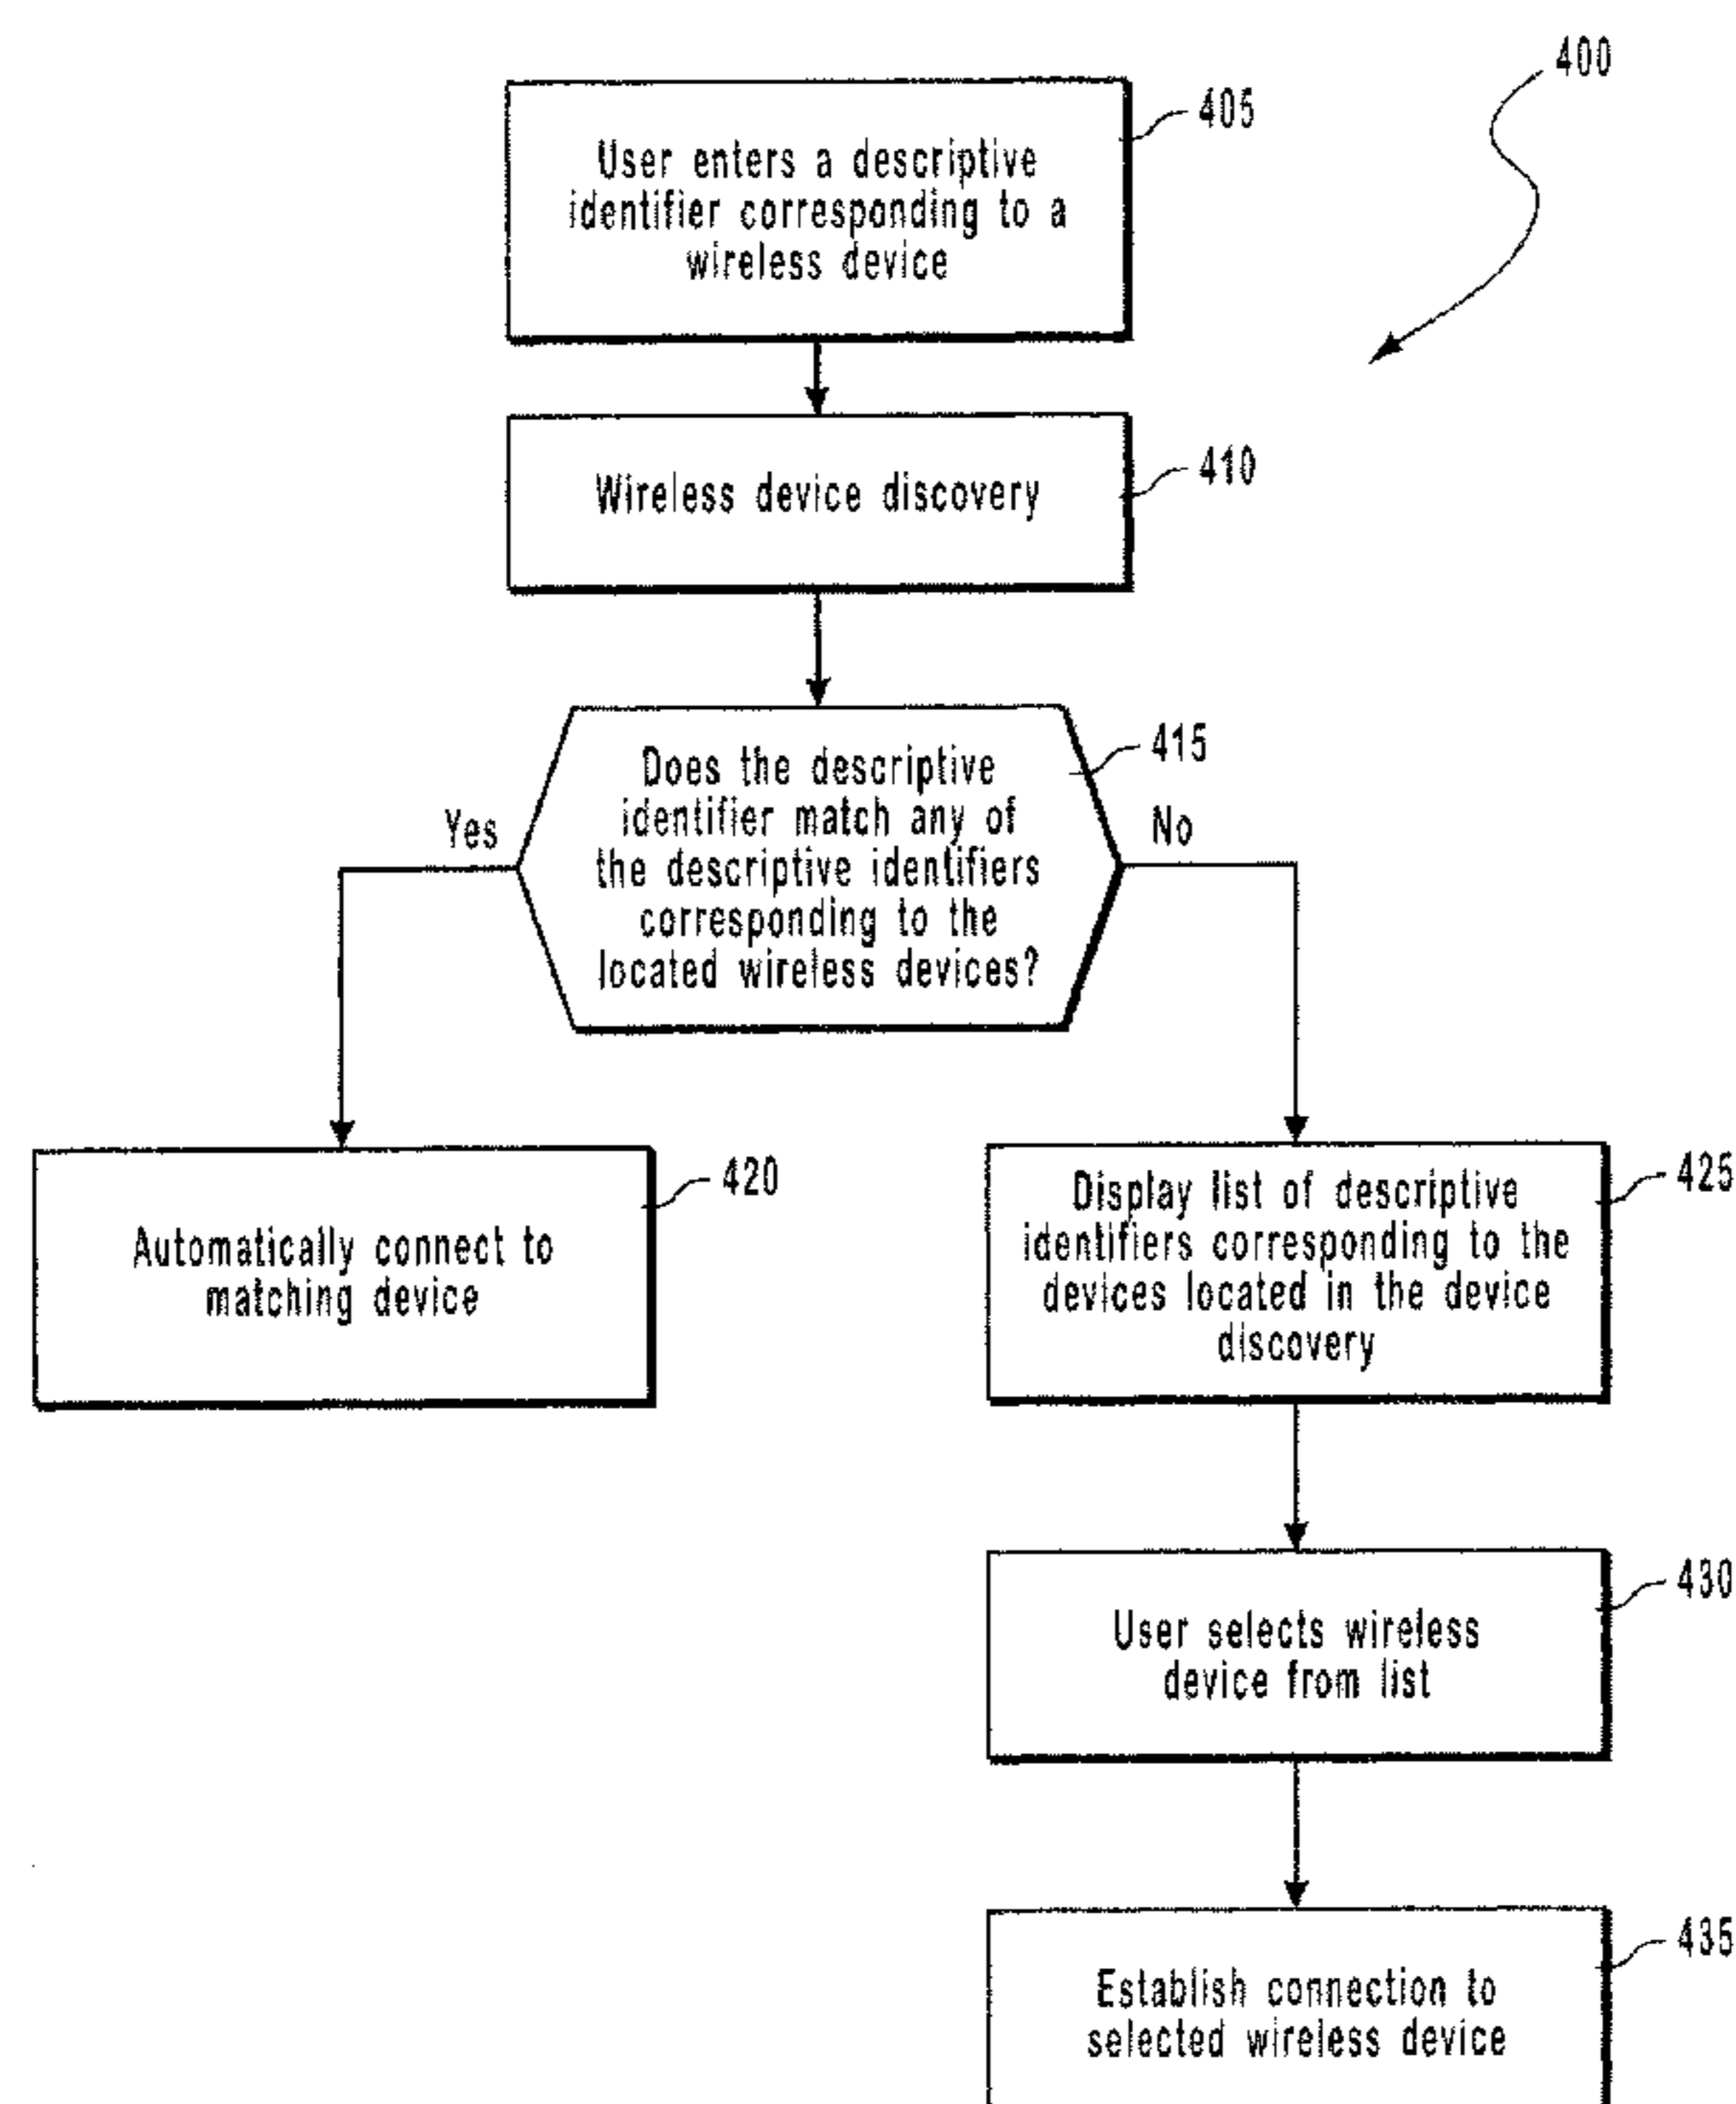 400
405
User enters a descriptive
identifier corresponding to a
wireless device
410
Wireless device discovery
415
Does the descriptive
identifier match any of
the descriptive identifiers
corresponding to the
located wireless devices?
Yes
No
420
Automatically connect to
matching device
425
Display list of descriptive
identifiers corresponding to the
devices located in the device
discovery
430
User selects wireless
device from list
435
Establish connection to
selected wireless device